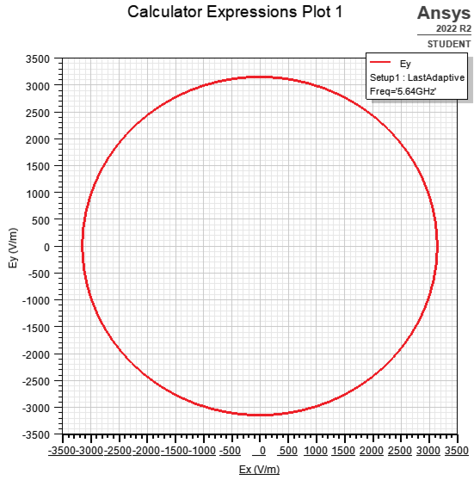 Calculator Expressions Plot 1
Ansys
2022 R2
STUDENT
Ey
Setup1 : LastAdaptive
Freq='5.64GHz'
3500
3000
2500
2000
1500
1000
500
0
-500
-1000
-1500
-2000
-2500
-3000
-3500
Ey (V/m)
-3500 -3000 -2500 -2000 -1500 -1000 -500 0 500 1000 1500 2000 2500 3000 3500
Ex (V/m)